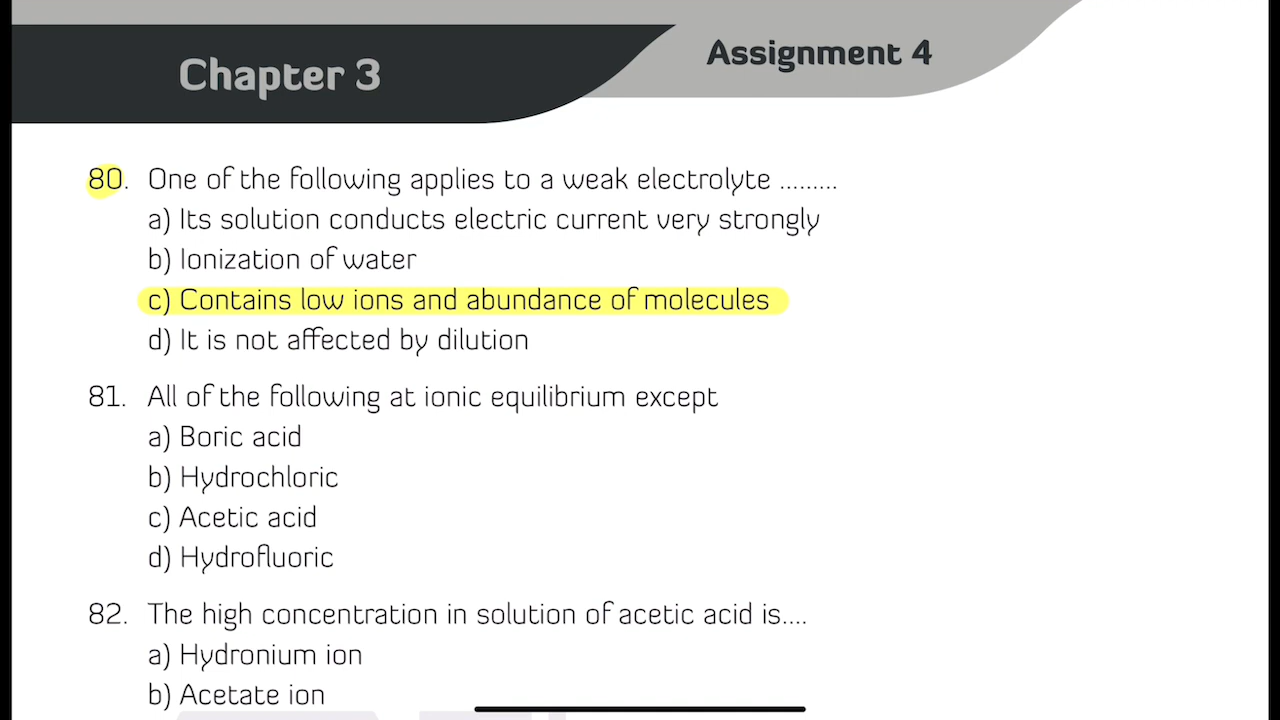 Chapter 3
Assignment 4
80. One of the following applies to a weak electrolyte .........
a) Its solution conducts electric current very strongly
b) Ionization of water
c) Contains low ions and abundance of molecules
d) It is not affected by dilution
81. All of the following at ionic equilibrium except
a) Boric acid
b) Hydrochloric
c) Acetic acid
d) Hydrofluoric
82. The high concentration in solution of acetic acid is....
a) Hydronium ion
b) Acetate ion